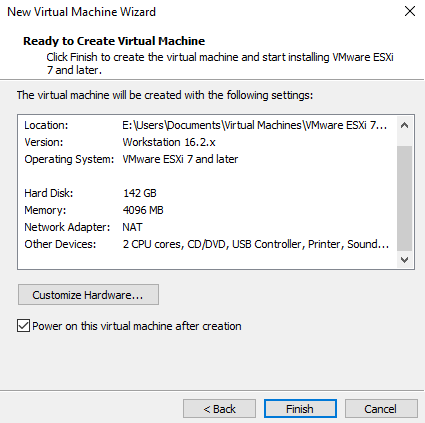 New Virtual Machine Wizard
Ready to Create Virtual Machine
Click Finish to create the virtual machine and start installing VMware ESXi
7 and later.
The virtual machine will be created with the following settings:
Location: E:\Users\Documents\Virtual Machines\VMware ESXi 7...
Version: Workstation 16.2.x
Operating System: VMware ESXi 7 and later
Hard Disk: 142 GB
Memory: 4096 MB
Network Adapter: NAT
Other Devices: 2 CPU cores, CD/DVD, USB Controller, Printer, Sound...
Customize Hardware...
Power on this virtual machine after creation
< Back Finish Cancel